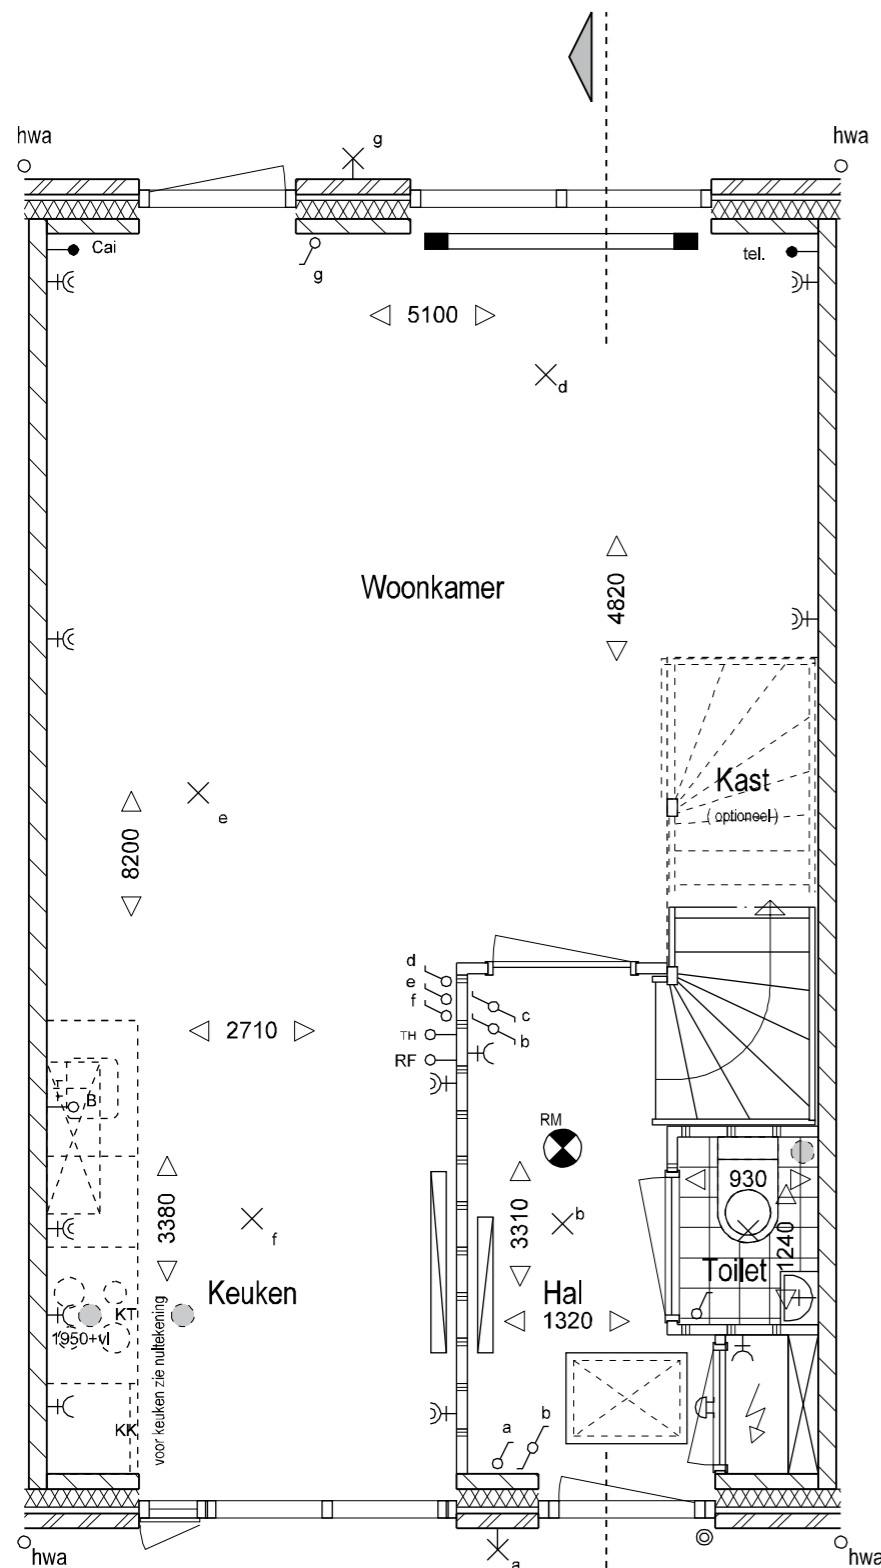 g
hwa
hwa
Cai
g
tel.
5100
d
Woonkamer
4820
Kast
( optioneel )
e
8200
d
e
f
c
b
2710
TH
RF
B
RM
930
3380
f
3310
b
1240
Toilet
Keuken
Hal
KT
1320
1950+vl
voor keuken zie nultekening
KK
a
b
hwa
a
hwa